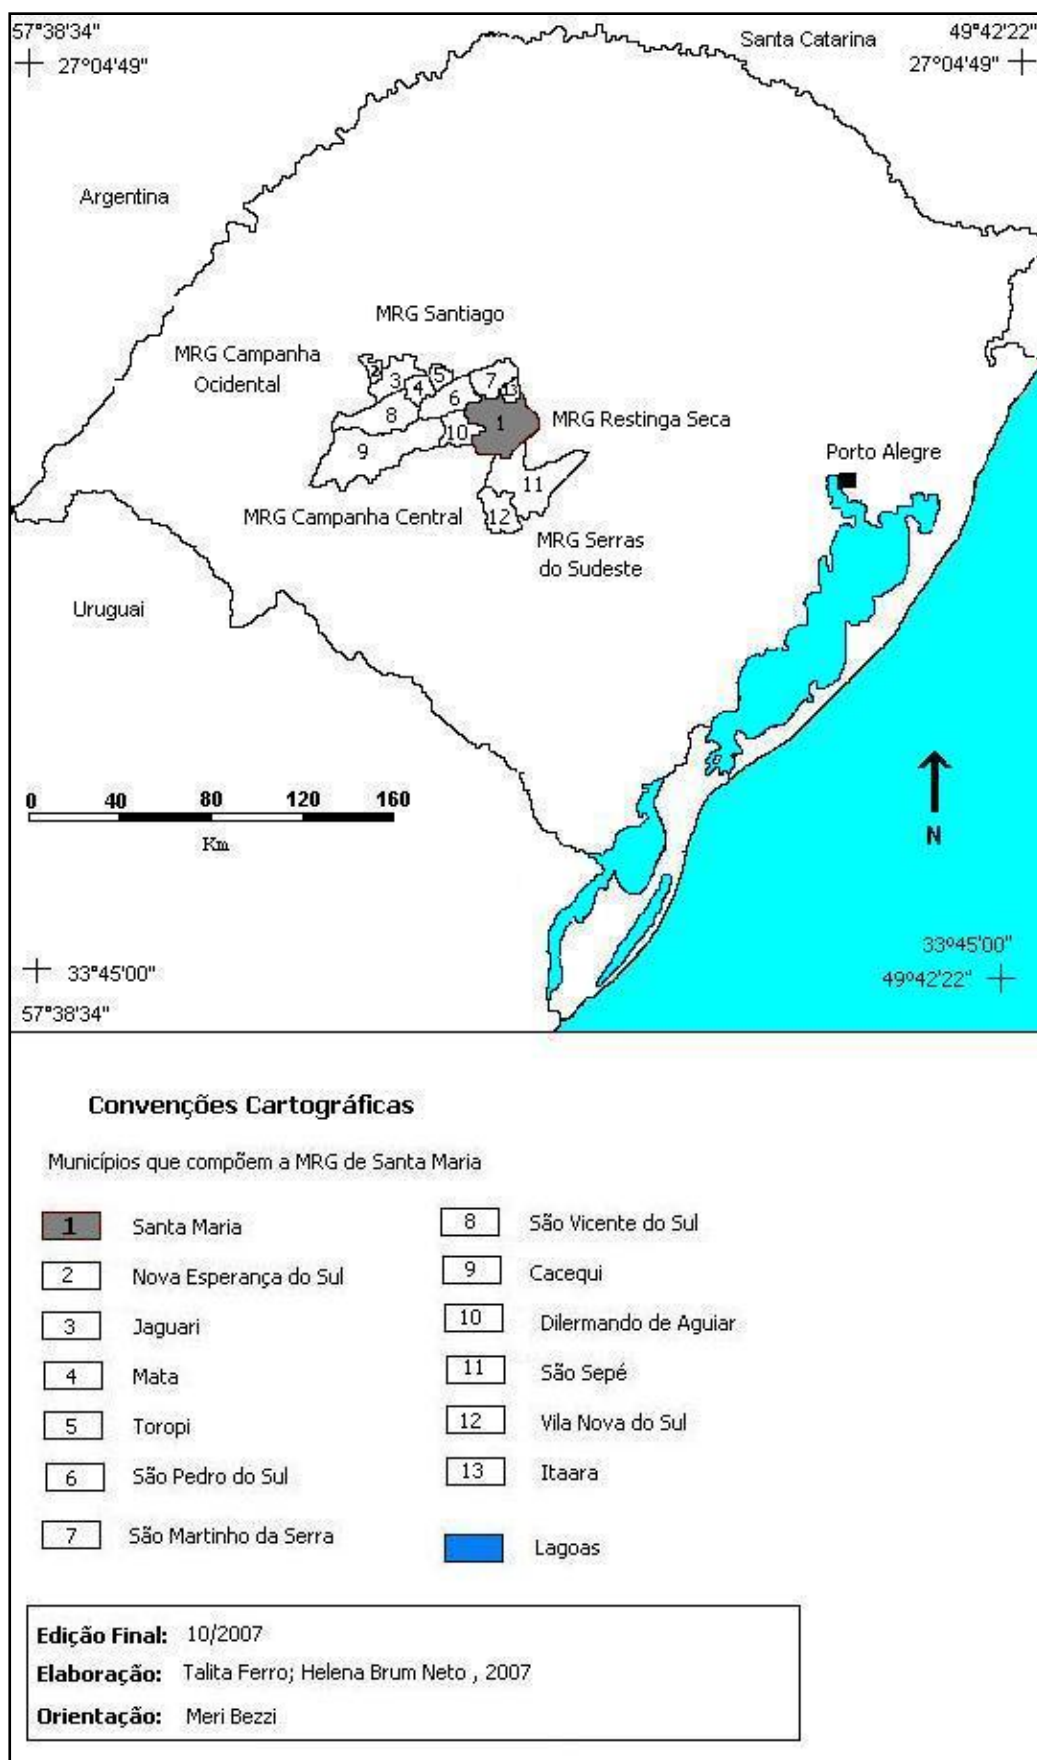 57°38'34"
27°04'49"
Santa Catarina
49°42'22"
27°04'49"
Argentina
MRG Santiago
MRG Campanha
Ocidental
2
3
4
5
6
7
13
8
9
10
1
11
12
MRG Restinga Seca
Porto Alegre
MRG Campanha Central
MRG Serras
do Sudeste
Uruguai
0 40 80 120 160
Km
N
33°45'00"
57°38'34"
33º45'00"
49º42'22"
Convenções Cartográficas
Municípios que compõem a MRG de Santa Maria
1 Santa Maria
2 Nova Esperança do Sul
3 Jaguari
4 Mata
5 Toropi
6 São Pedro do Sul
7 São Martinho da Serra
8 São Vicente do Sul
9 Cacequi
10 Dilermando de Aguiar
11 São Sepé
12 Vila Nova do Sul
13 Itaara
Lagoas
Edição Final: 10/2007
Elaboração: Talita Ferro; Helena Brum Neto , 2007
Orientação: Meri Bezzi